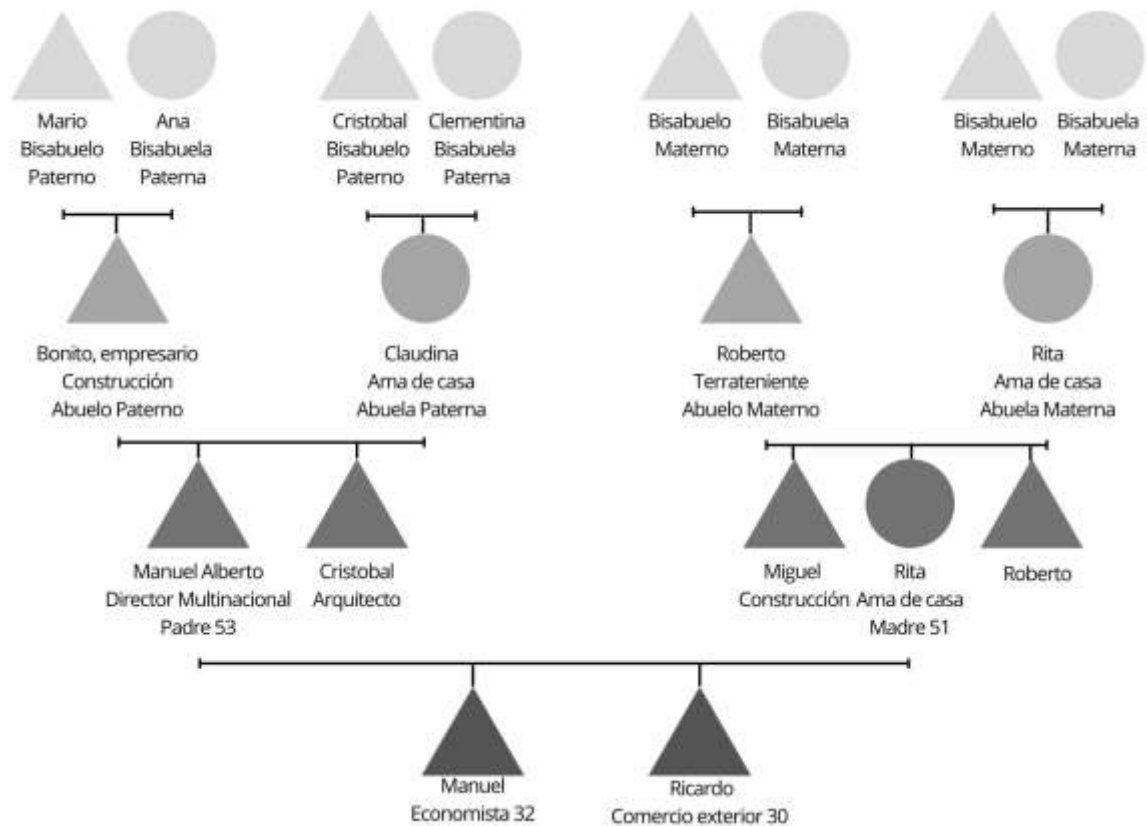 Mario
Bisabuelo
Paterno
Ana
Bisabuela
Paterna
Cristobal
Bisabuelo
Paterno
Clementina
Bisabuela
Paterna
Bisabuelo
Materno
Bisabuela
Materna
Bisabuelo
Materno
Bisabuela
Materna
Bonito, empresario
Construcción
Abuelo Paterno
Claudina
Ama de casa
Abuela Paterna
Roberto
Terrateniente
Abuelo Materno
Rita
Ama de casa
Abuela Materna
Manuel Alberto
Director Multinacional
Padre 53
Cristobal
Arquitecto
Miguel
Construcción
Rita
Ama de casa
Madre 51
Roberto
Manuel
Economista 32
Ricardo
Comercio exterior 30